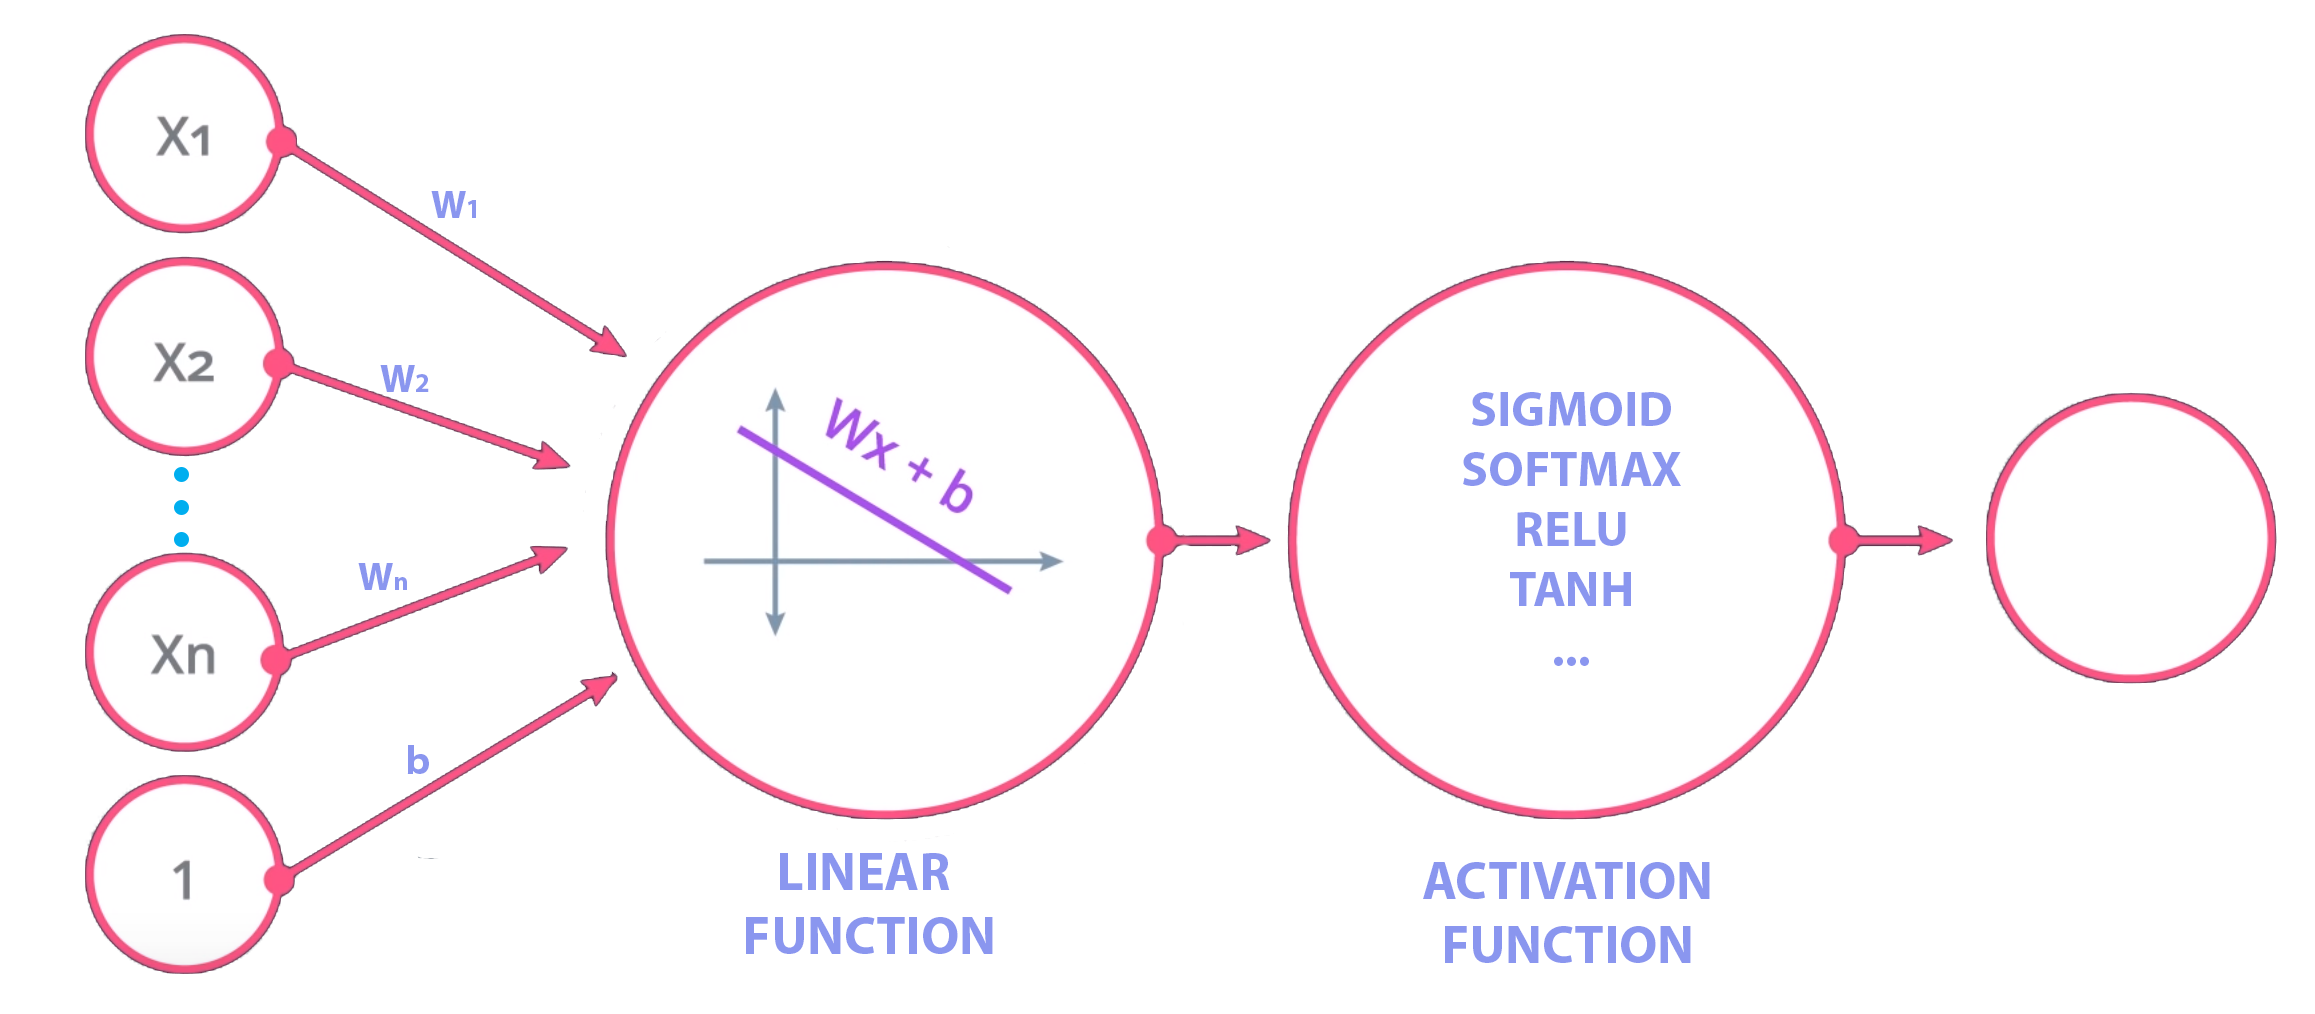 X1
W1
X2
W2
Xn
Wn
1
b
Wx + b
LINEAR
FUNCTION
SIGMOID
SOFTMAX
RELU
TANH
...
ACTIVATION
FUNCTION